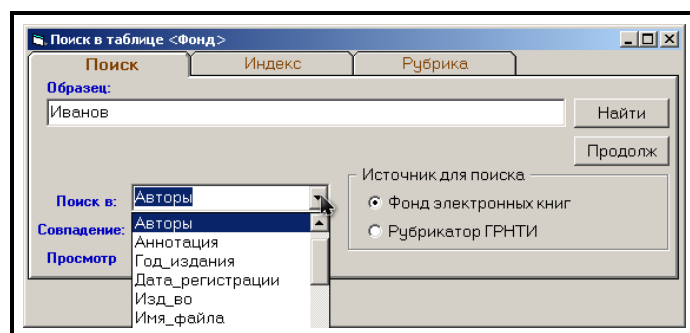 Поиск в таблице <Фонд>
Поиск Индекс Рубрика
Образец:
Иванов Найти
Продолж
Источник для поиска
Поиск в: Авторы Фонд электронных книг
Совпадение: Авторы Рубрикатор ГРНТИ
Аннотация
Просмотр Год_издания
Дата_регистрации
Изд_во
Имя_файла